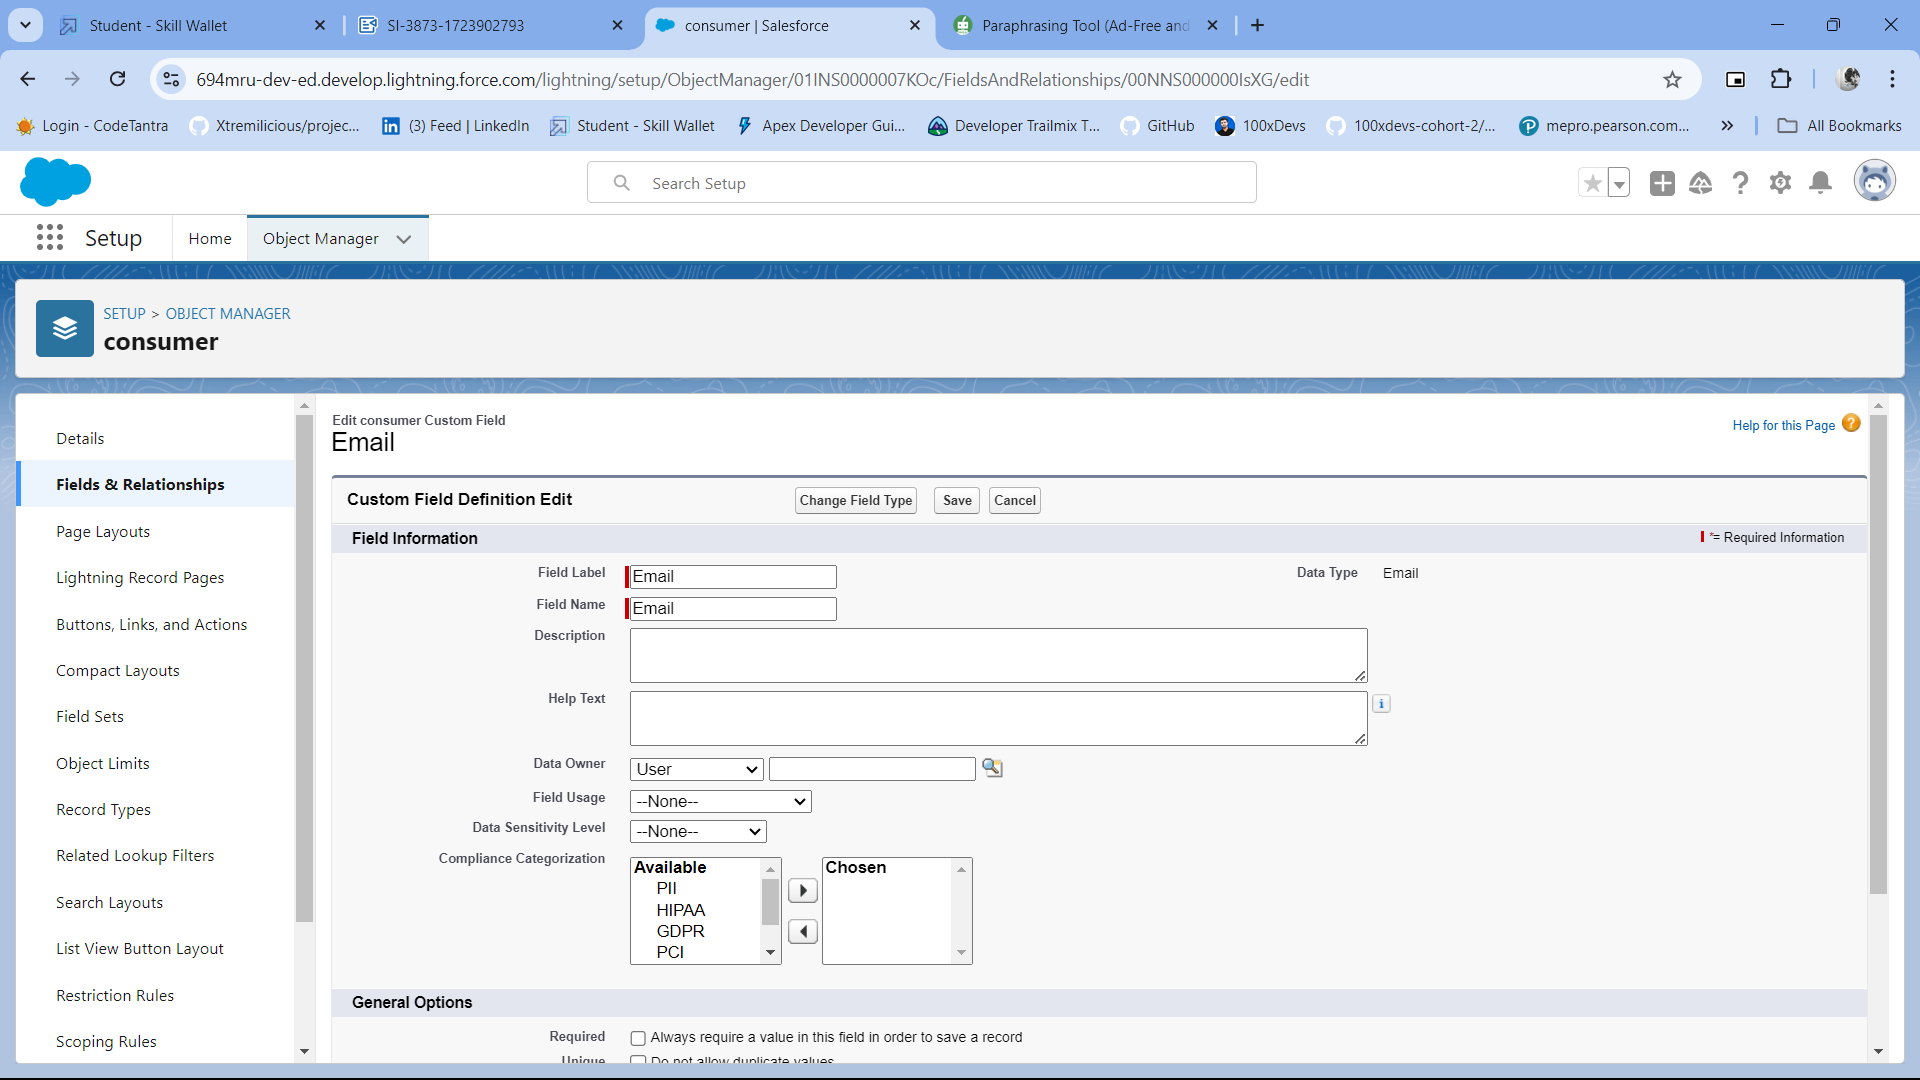 Student - Skill Wallet
SI-3873-1723902793
consumer | Salesforce
Paraphrasing Tool (Ad-Free and
694mru-dev-ed.develop.lightning.force.com/lightning/setup/ObjectManager/01INS0000007KOc/FieldsAndRelationships/00NNS000000IsXG/edit
Login - CodeTantra
Xtremilicious/projec...
(3) Feed | LinkedIn
Student - Skill Wallet
Apex Developer Gui...
Developer Trailmix T...
GitHub
100xDevs
100xdevs-cohort-2/...
mepro.pearson.com...
All Bookmarks
Search Setup
Setup
Home
Object Manager
SETUP > OBJECT MANAGER
consumer
Details
Fields & Relationships
Page Layouts
Lightning Record Pages
Buttons, Links, and Actions
Compact Layouts
Field Sets
Object Limits
Record Types
Related Lookup Filters
Search Layouts
List View Button Layout
Restriction Rules
Scoping Rules
Edit consumer Custom Field
Email
Help for this Page
Custom Field Definition Edit
Change Field Type
Save
Cancel
Field Information
*= Required Information
Field Label
Email
Data Type
Email
Field Name
Email
Description
Help Text
Data Owner
User
Field Usage
--None--
Data Sensitivity Level
--None--
Compliance Categorization
Available
PII
HIPAA
GDPR
PCI
Chosen
General Options
Required
Always require a value in this field in order to save a record
Unique
Do not allow duplicate values